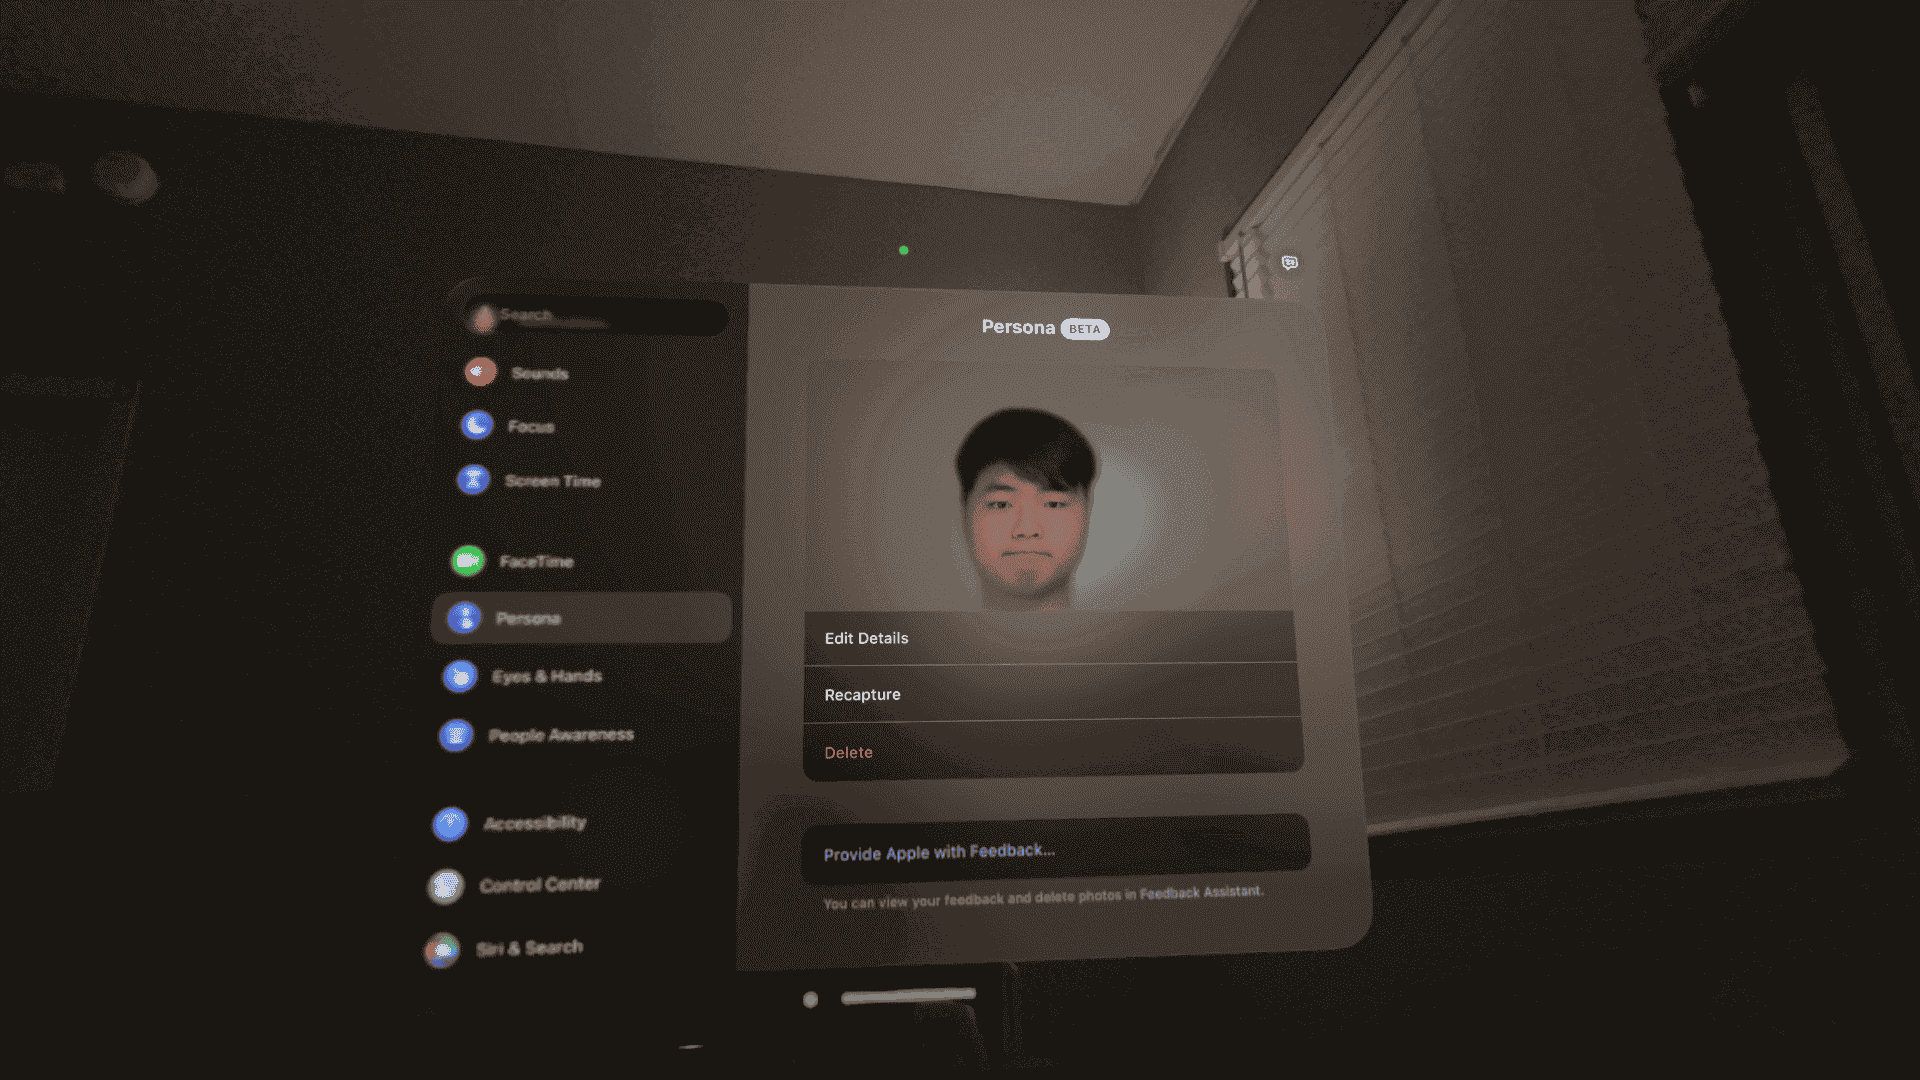 Search
Sounds
Focus
Screen Time
FaceTime
Persona
Eyes & Hands
People Awareness
Accessibility
Control Center
Siri & Search
Persona BETA
Edit Details
Recapture
Delete
Provide Apple with Feedback...
You can view your feedback and delete photos in Feedback Assistant.